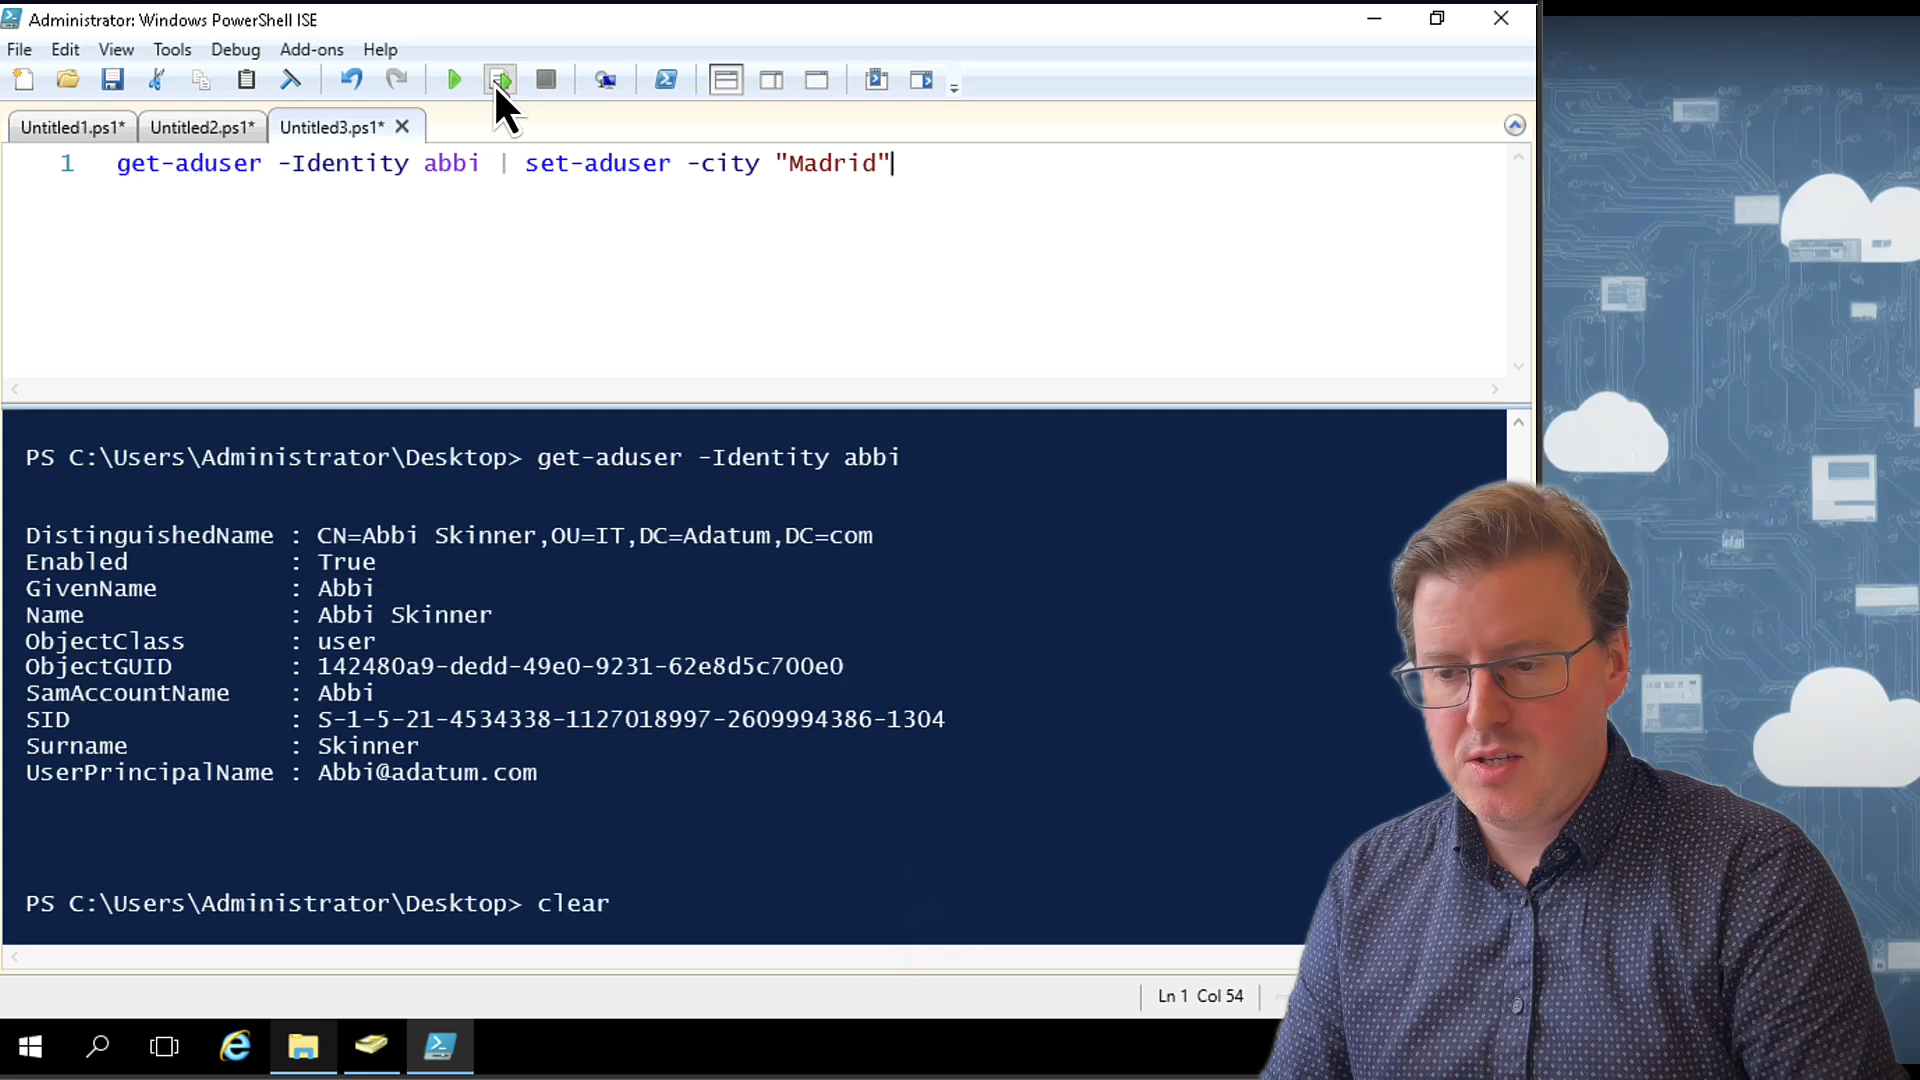 Administrator: Windows PowerShell ISE
File Edit View Tools Debug Add-ons Help
Untitled1.ps1* Untitled2.ps1* Untitled3.ps1*
1 get-aduser -Identity abbi | set-aduser -city "Madrid"
PS C:\Users\Administrator\Desktop> get-aduser -Identity abbi
DistinguishedName : CN=Abbi Skinner,OU=IT,DC=Adatum,DC=com
Enabled : True
GivenName : Abbi
Name : Abbi Skinner
ObjectClass : user
ObjectGUID : 142480a9-dedd-49e0-9231-62e8d5c700e0
SamAccountName : Abbi
SID : S-1-5-21-4534338-1127018997-2609994386-1304
Surname : Skinner
UserPrincipalName : Abbi@adatum.com
PS C:\Users\Administrator\Desktop> clear
Ln 1 Col 54